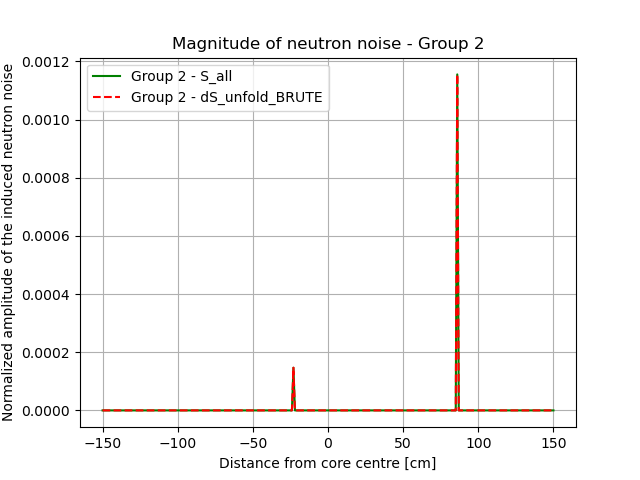 Magnitude of neutron noise - Group 2
Normalized amplitude of the induced neutron noise
0.0012
0.0010
0.0008
0.0006
0.0004
0.0002
0.0000
Group 2 - S_all
Group 2 - dS_unfold_BRUTE
−150
−100
−50
0
50
100
150
Distance from core centre [cm]